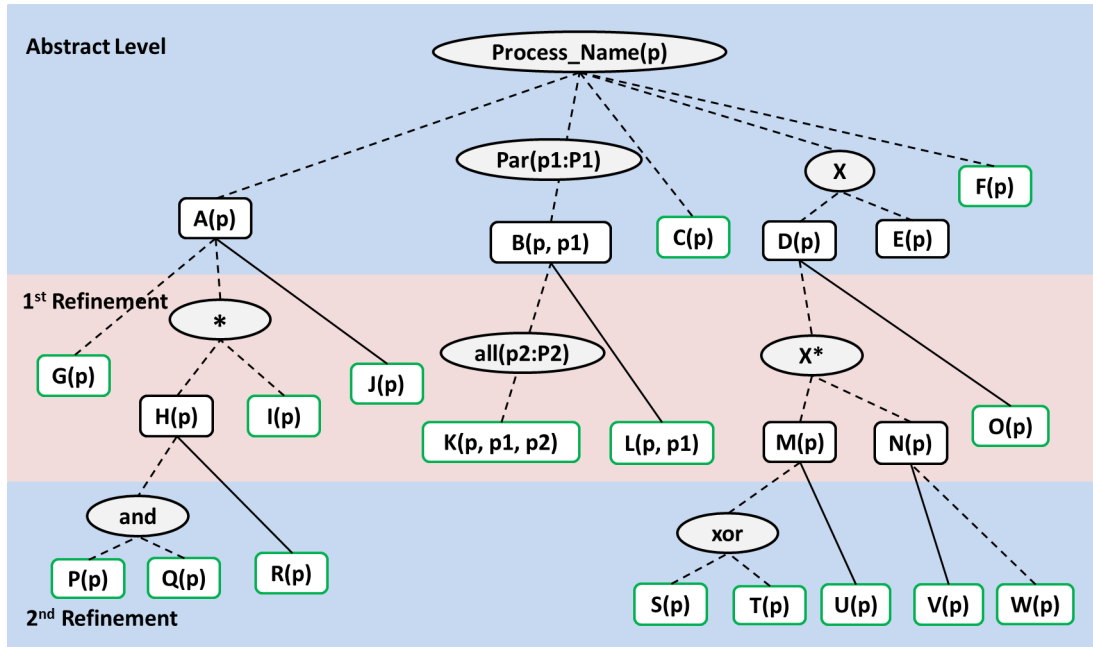 Abstract Level
Process_Name(p)
Par(p1:P1)
X
F(p)
A(p)
B(p, p1)
C(p)
D(p)
E(p)
1st Refinement
*
all(p2:P2)
X*
G(p)
J(p)
H(p)
I(p)
K(p, p1, p2)
L(p, p1)
M(p)
N(p)
O(p)
and
xor
P(p)
Q(p)
R(p)
S(p)
T(p)
U(p)
V(p)
W(p)
2nd Refinement